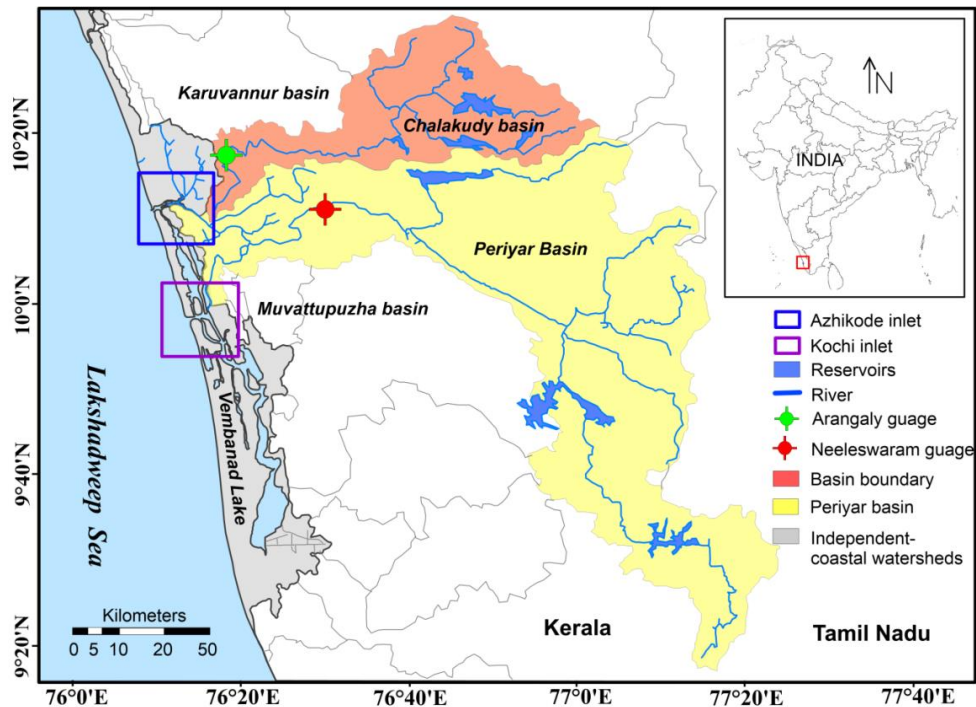 10°20'N
10°0'N
9°40'N
9°20'N
76°0'E
76°20'E
76°40'E
77°0'E
77°20'E
77°40'E
Karuvannur basin
Chalakudy basin
Periyar Basin
Muvattupuzha basin
Lakshadweep Sea
Vembanad Lake
Kerala
Tamil Nadu
Kilometers
0 5 10 20 50
N
INDIA
Azhikode inlet
Kochi inlet
Reservoirs
River
Arangaly guage
Neeleswaram guage
Basin boundary
Periyar basin
Independent-
coastal watersheds